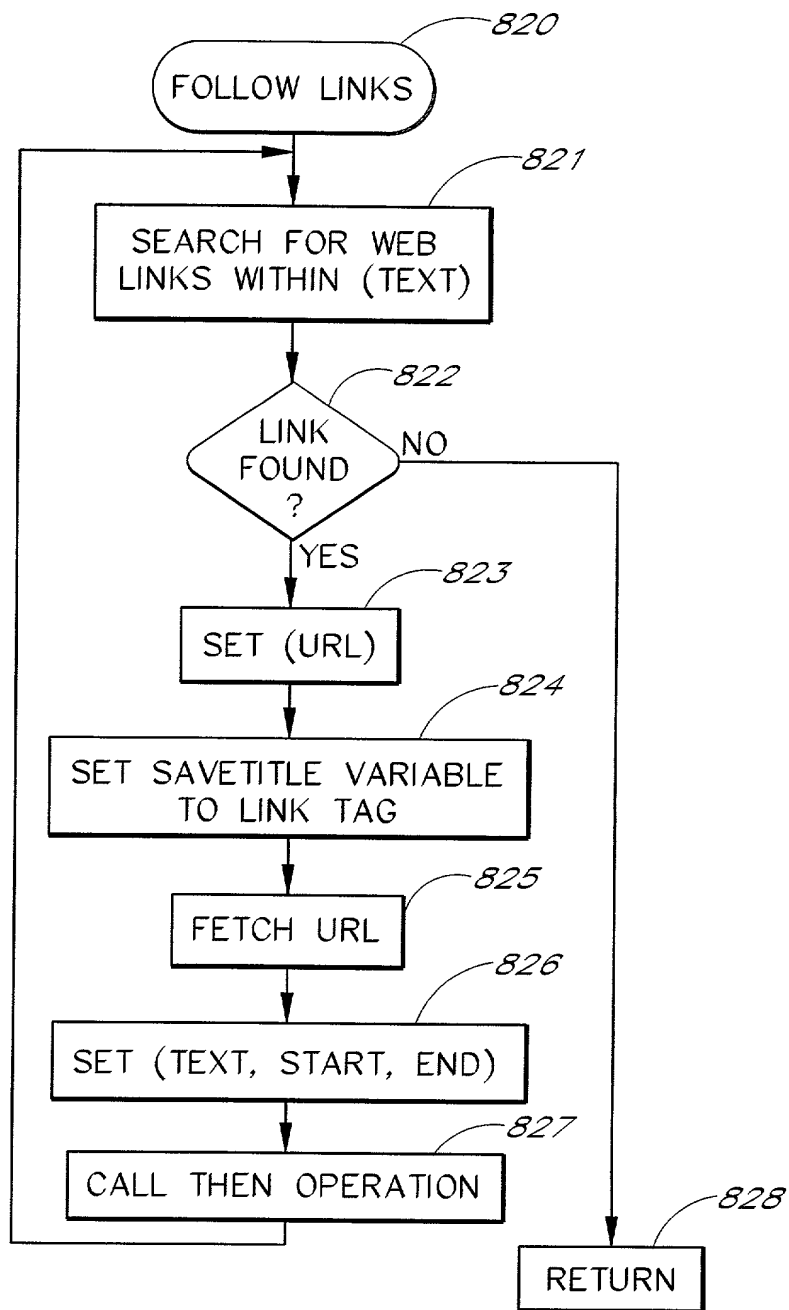 820
FOLLOW LINKS
821
SEARCH FOR WEB
LINKS WITHIN (TEXT)
822
LINK
FOUND
?
NO
YES
823
SET (URL)
824
SET SAVETITLE VARIABLE
TO LINK TAG
825
FETCH URL
826
SET (TEXT, START, END)
827
CALL THEN OPERATION
828
RETURN